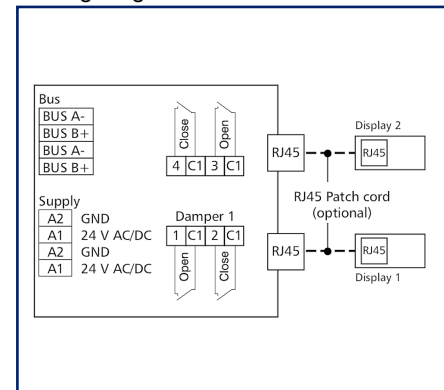 Bus
BUS A-
BUS B+
BUS A-
BUS B+
Close
Open
4 C1 3 C1
RJ45
Display 2
RJ45
RJ45 Patch cord
(optional)
Supply
A2 GND
A1 24 V AC/DC
A2 GND
A1 24 V AC/DC
Damper 1
1 C1 2 C1
Open
Close
RJ45
RJ45
Display 1